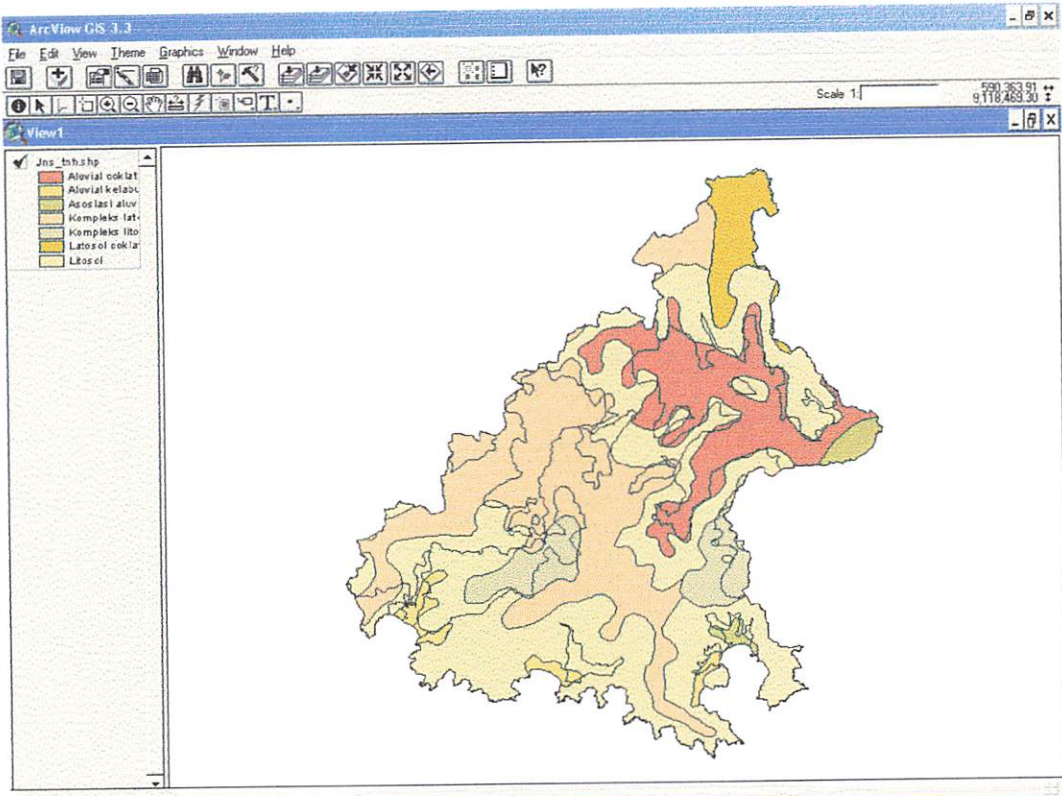 ArcView GIS 3.3
File Edit View Theme Graphics Window Help
Scale 1:
590,363.91
9,118,469.30
View1
Jns_tnh.shp
Aluvial coklat
Aluvial kelabu
Asosiasi aluv
Kompleks lat
Kompleks lito
Latosol cokla
Litosol